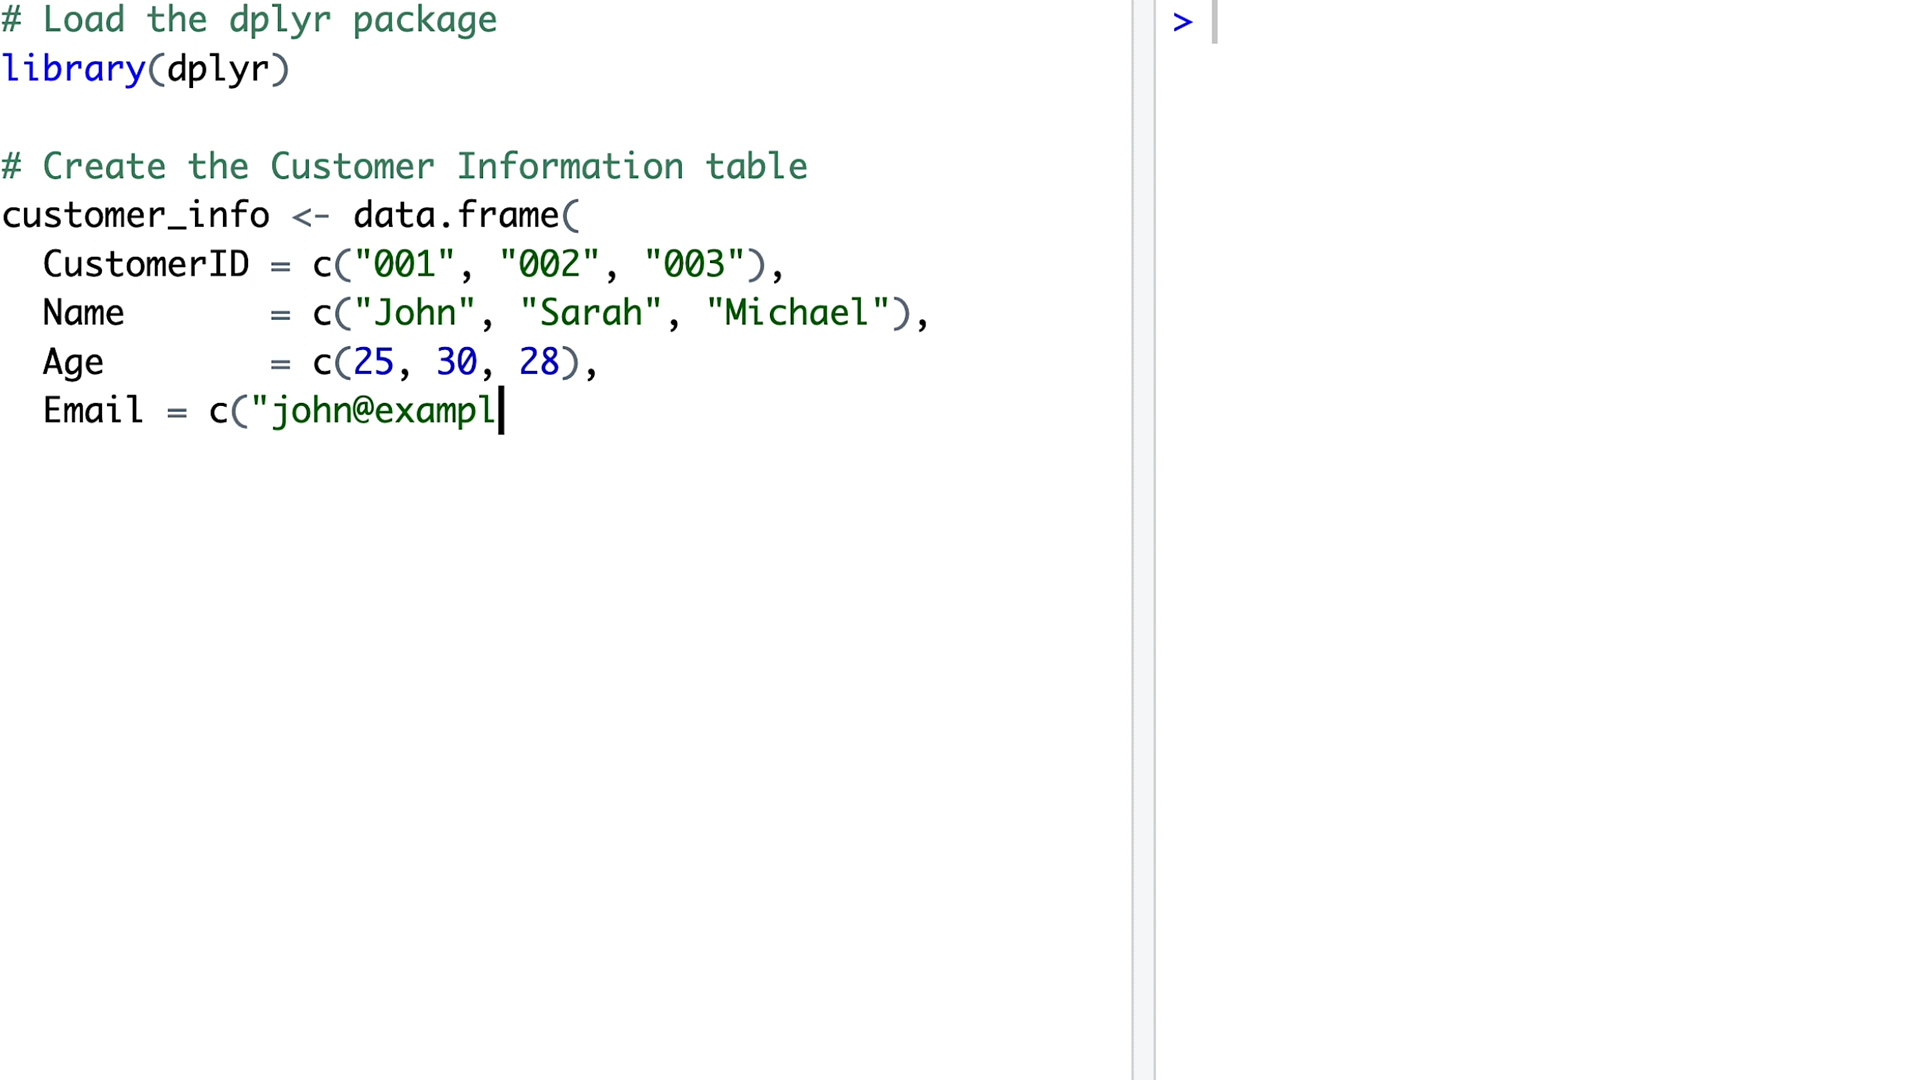 # Load the dplyr package
library(dplyr)
# Create the Customer Information table
customer_info <- data.frame(
  CustomerID = c("001", "002", "003"),
  Name       = c("John", "Sarah", "Michael"),
  Age        = c(25, 30, 28),
  Email = c("john@exampl
>